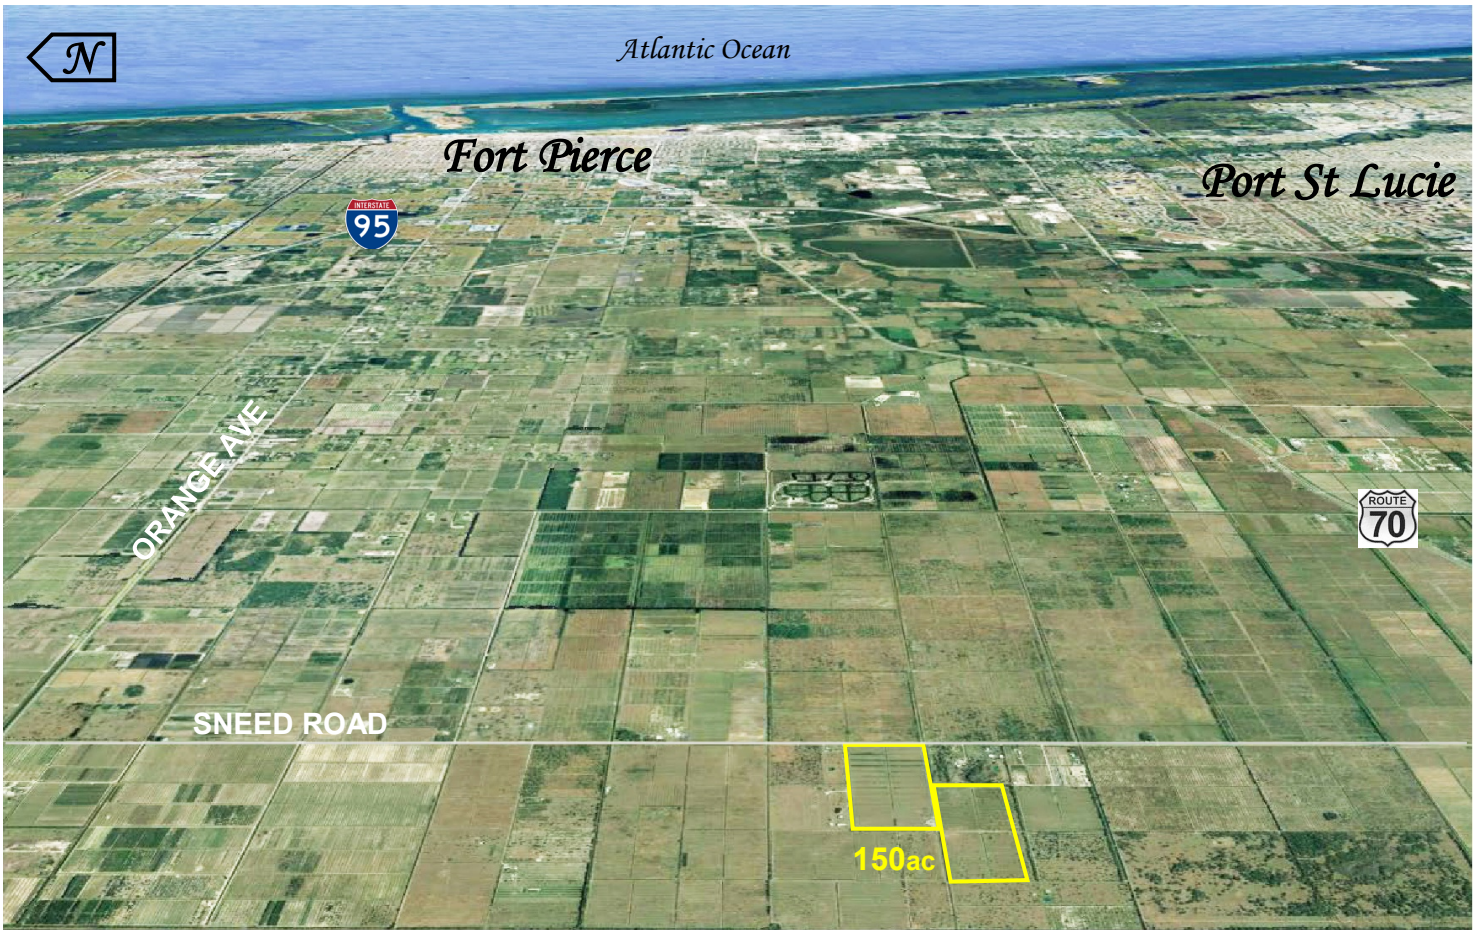 N
Atlantic Ocean
Fort Pierce
Port St Lucie
INTERSTATE
95
ORANGE AVE
ROUTE
70
SNEED ROAD
150ac